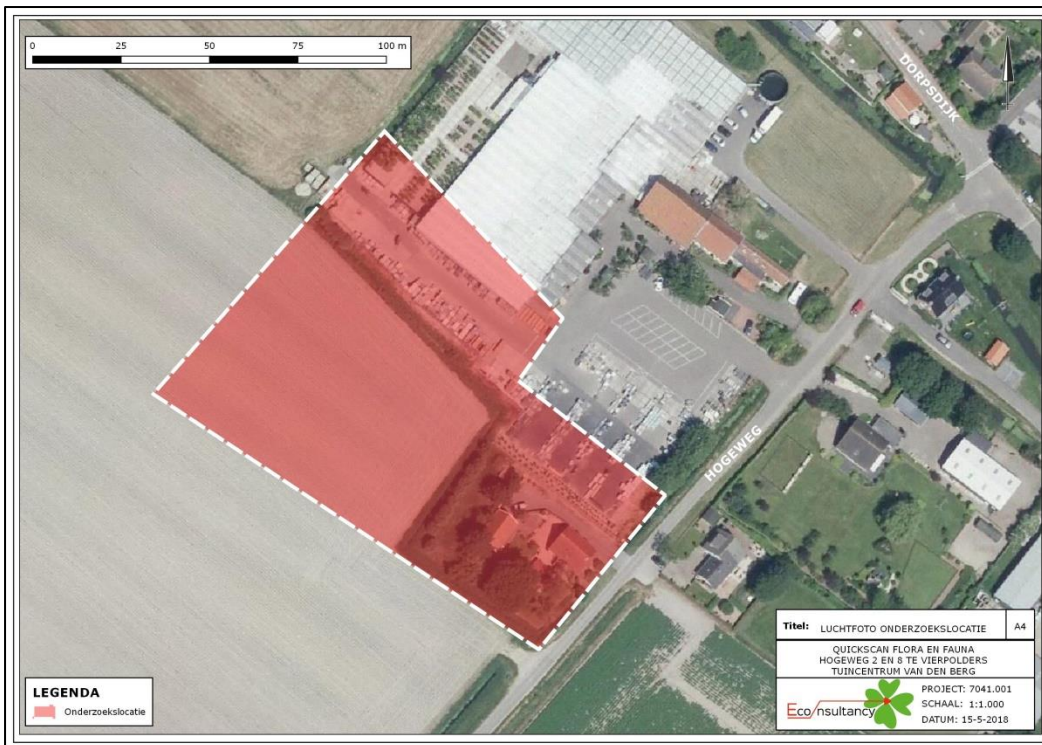 0 25 50 75 100 m
DORPSDIJK
HOGEWEG
LEGENDA
Onderzoekslocatie
Titel: LUCHTFOTO ONDERZOEKSLOCATIE A4
QUICKSCAN FLORA EN FAUNA
HOGEWEG 2 EN 8 TE VIERPOLDERS
TUINCENTRUM VAN DEN BERG
Econsultancy
PROJECT: 7041.001
SCHAAL: 1:1.000
DATUM: 15-5-2018